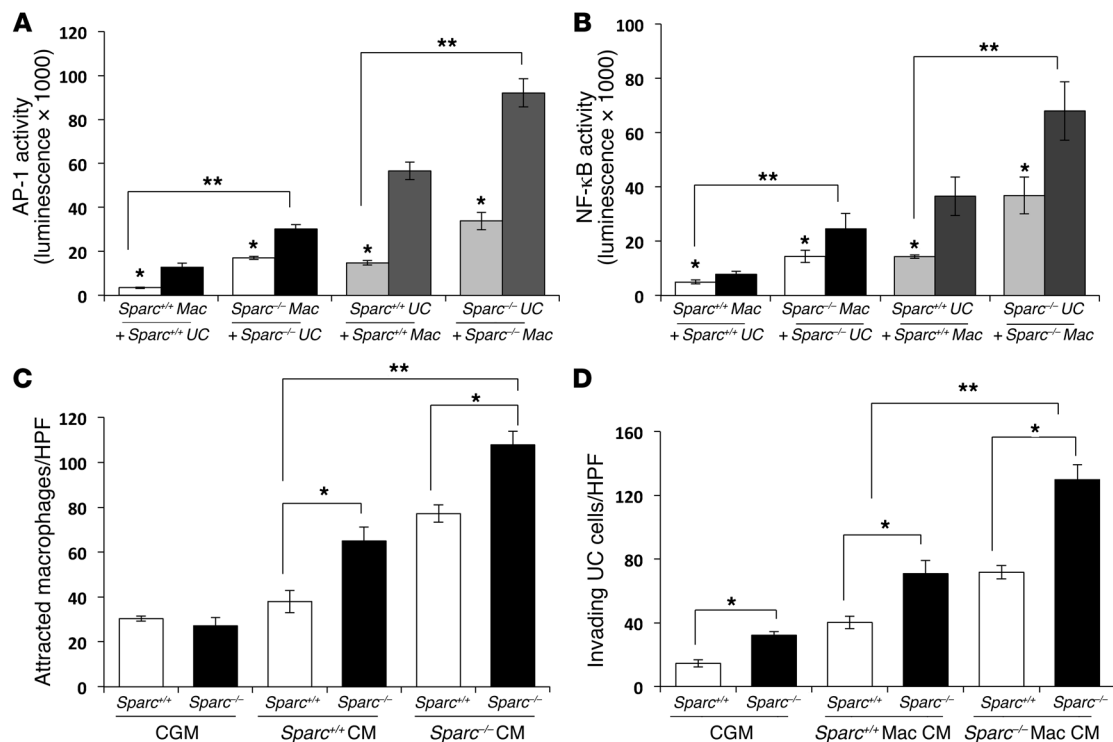 A
AP-1 activity
(luminescence × 1000)
120
100
80
60
40
20
0
**
**
*
*
*
*
Sparc+/+ Mac
+ Sparc+/+ UC
Sparc–/– Mac
+ Sparc–/– UC
Sparc+/+ UC
+ Sparc+/+ Mac
Sparc–/– UC
+ Sparc–/– Mac
B
NF-κB activity
(luminescence × 1000)
100
80
60
40
20
0
**
**
*
*
*
*
Sparc+/+ Mac
+ Sparc+/+ UC
Sparc–/– Mac
+ Sparc–/– UC
Sparc+/+ UC
+ Sparc+/+ Mac
Sparc–/– UC
+ Sparc–/– Mac
C
Attracted macrophages/HPF
120
100
80
60
40
20
0
**
*
*
Sparc+/+ Sparc–/– Sparc+/+ Sparc–/– Sparc+/+ Sparc–/–
CGM Sparc+/+ CM Sparc–/– CM
D
Invading UC cells/HPF
160
120
80
40
0
**
*
*
*
Sparc+/+ Sparc–/– Sparc+/+ Sparc–/– Sparc+/+ Sparc–/–
CGM Sparc+/+ Mac CM Sparc–/– Mac CM